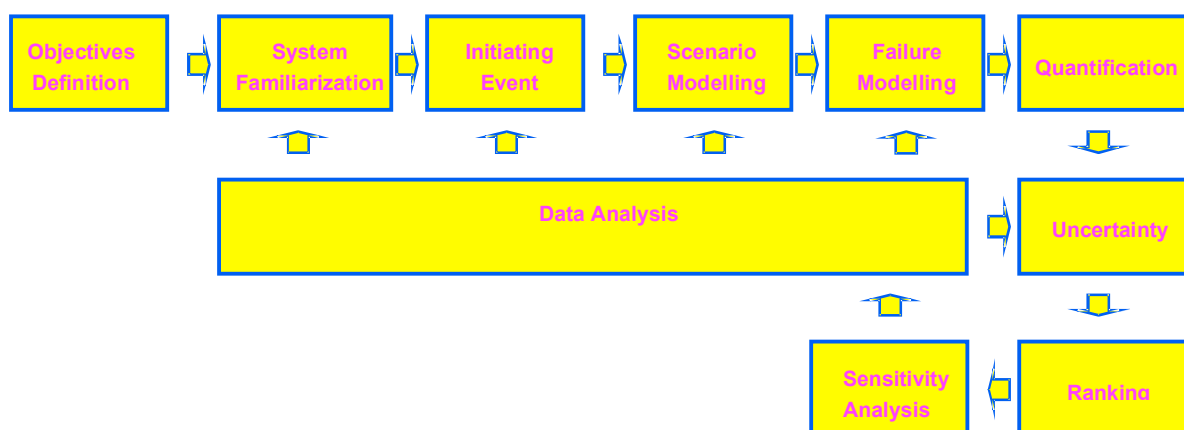 Objectives
Definition
System
Familiarization
Initiating
Event
Scenario
Modelling
Failure
Modelling
Quantification
Data Analysis
Uncertainty
Sensitivity
Analysis
Ranking